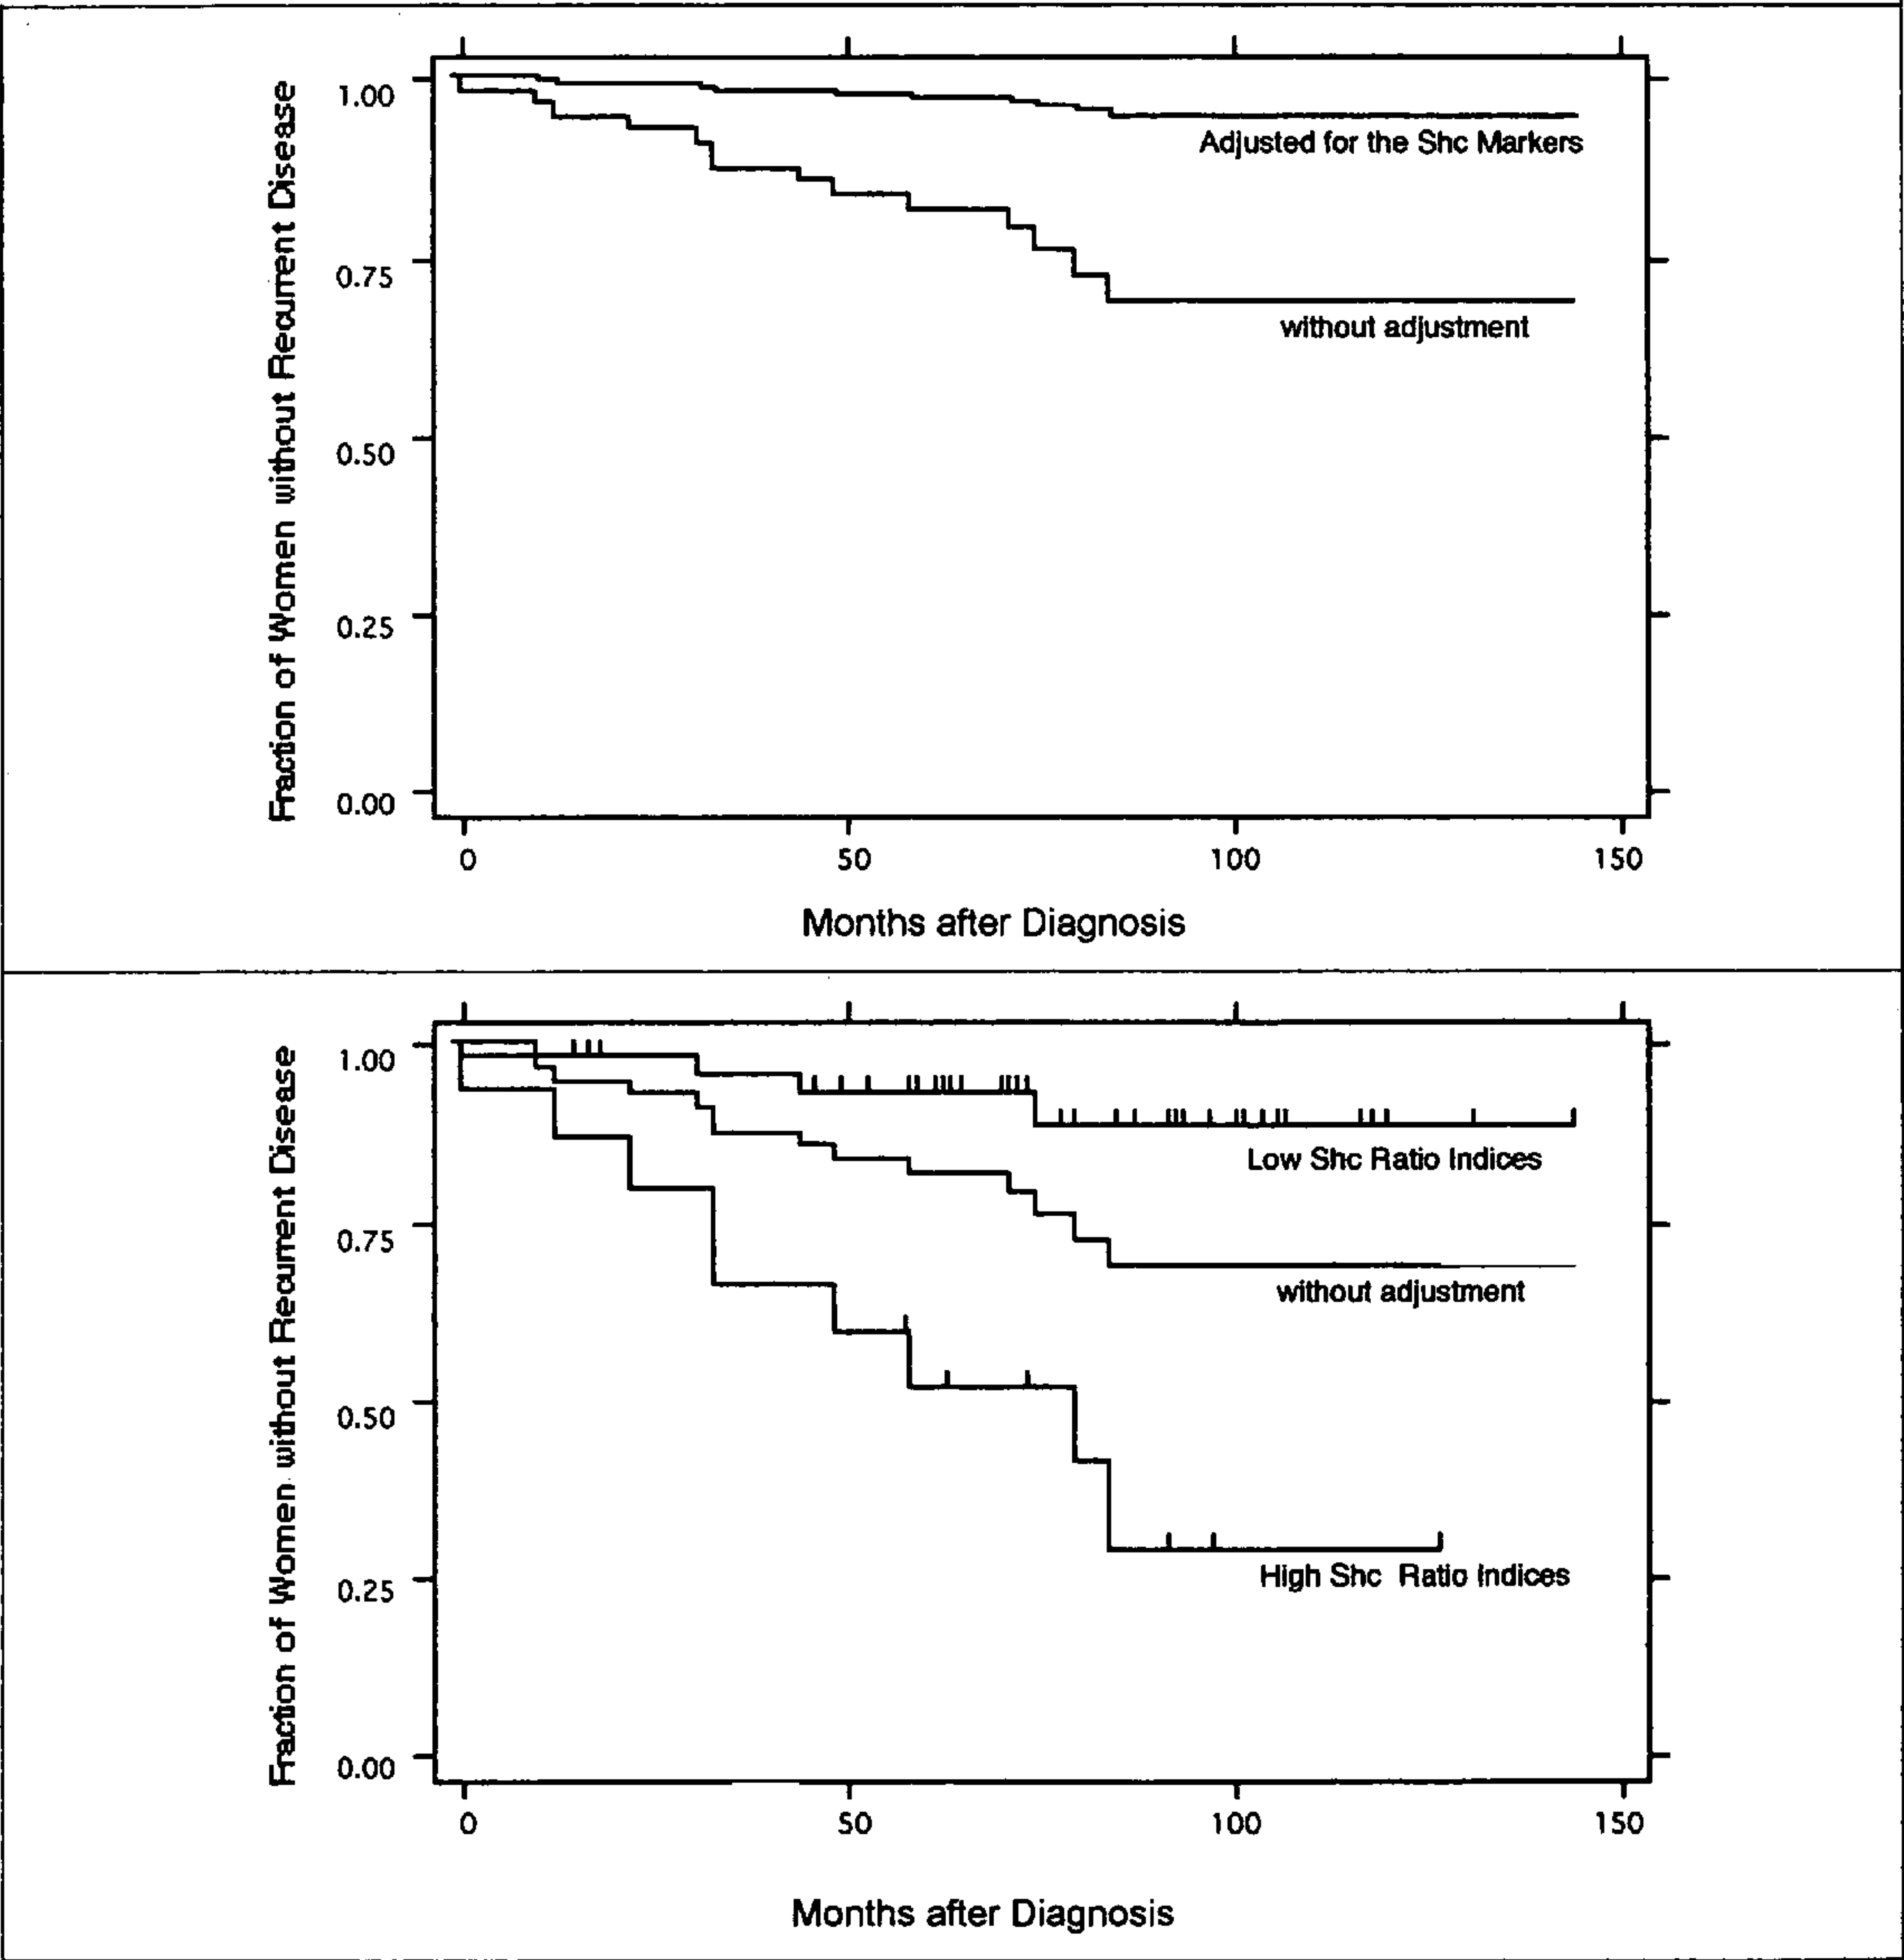 Fraction of Women without Recurrent Disease
1.00
0.75
0.50
0.25
0.00
Adjusted for the Shc Markers
without adjustment
0 50 100 150
Months after Diagnosis
Fraction of Women without Recurrent Disease
1.00
0.75
0.50
0.25
0.00
Low Shc Ratio Indices
without adjustment
High Shc Ratio Indices
0 50 100 150
Months after Diagnosis